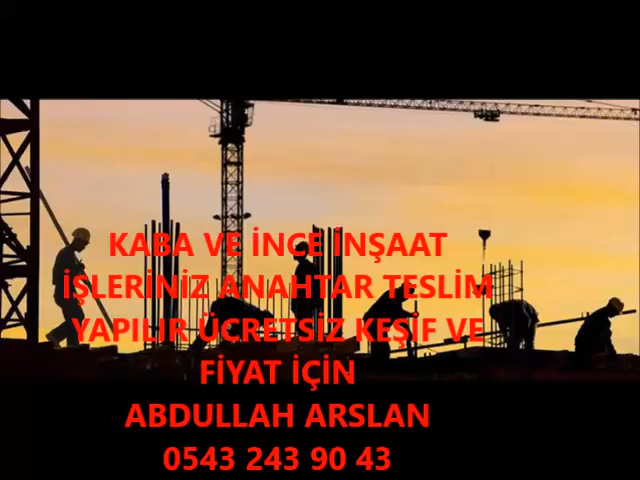 KABA VE İNCE İNŞAAT
İŞLERİNİZ ANAHTAR TESLİM
YAPILIR ÜCRETSİZ KEŞİF VE
FİYAT İÇİN
ABDULLAH ARSLAN
0543 243 90 43